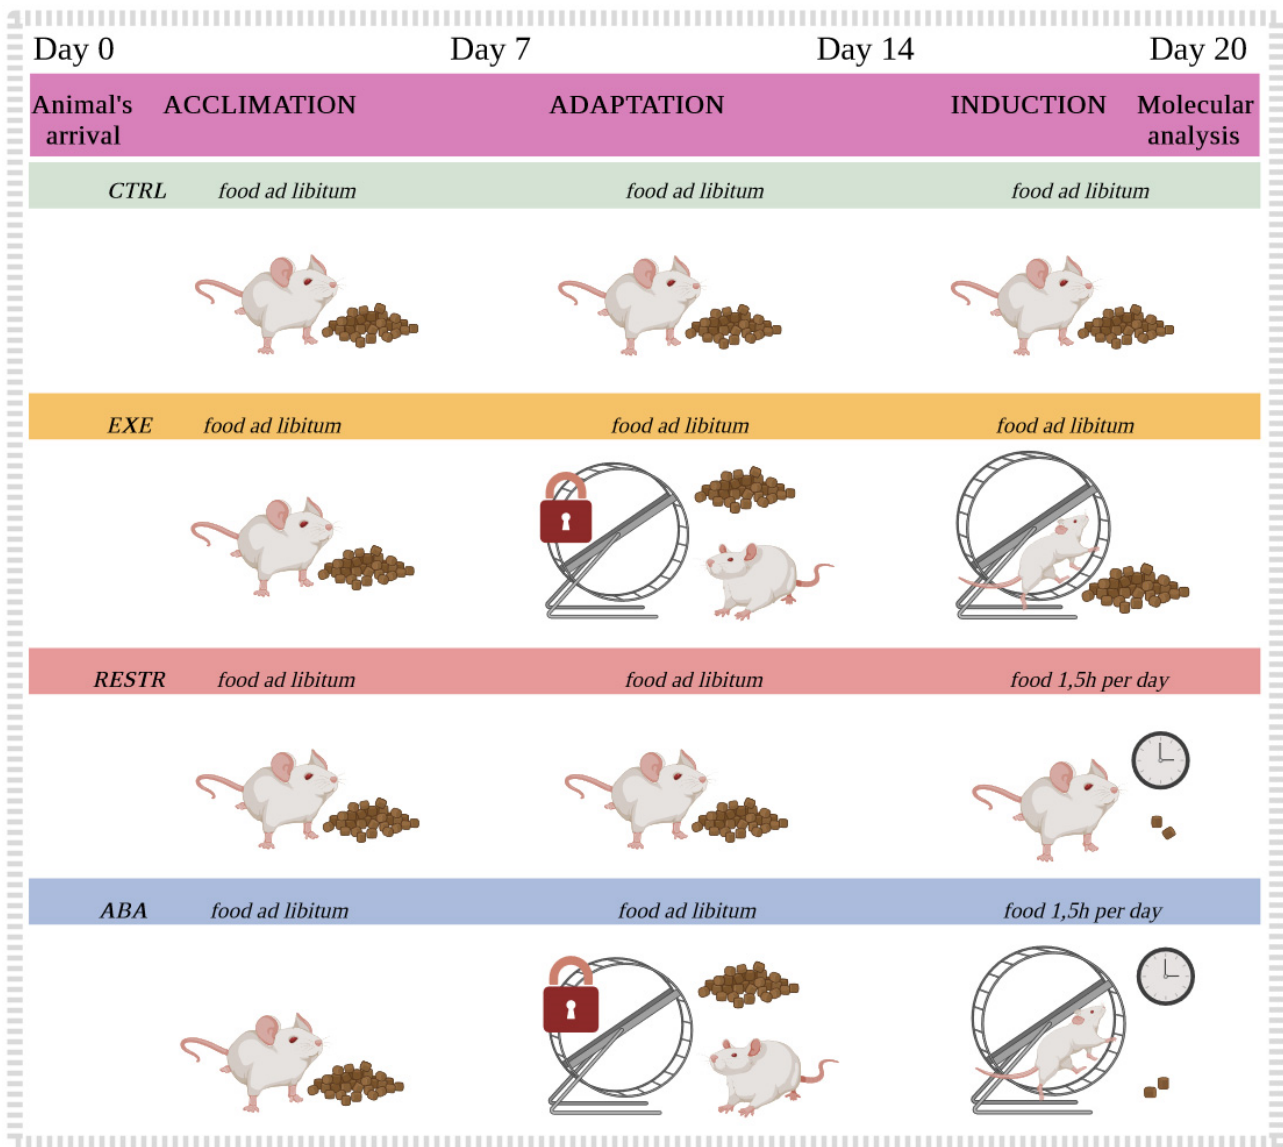 Day 0 Day 7 Day 14 Day 20
Animal's ACCLIMATION ADAPTATION INDUCTION Molecular
arrival analysis
CTRL food ad libitum food ad libitum food ad libitum
EXE food ad libitum food ad libitum food ad libitum
RESTR food ad libitum food ad libitum food 1,5h per day
ABA food ad libitum food ad libitum food 1,5h per day